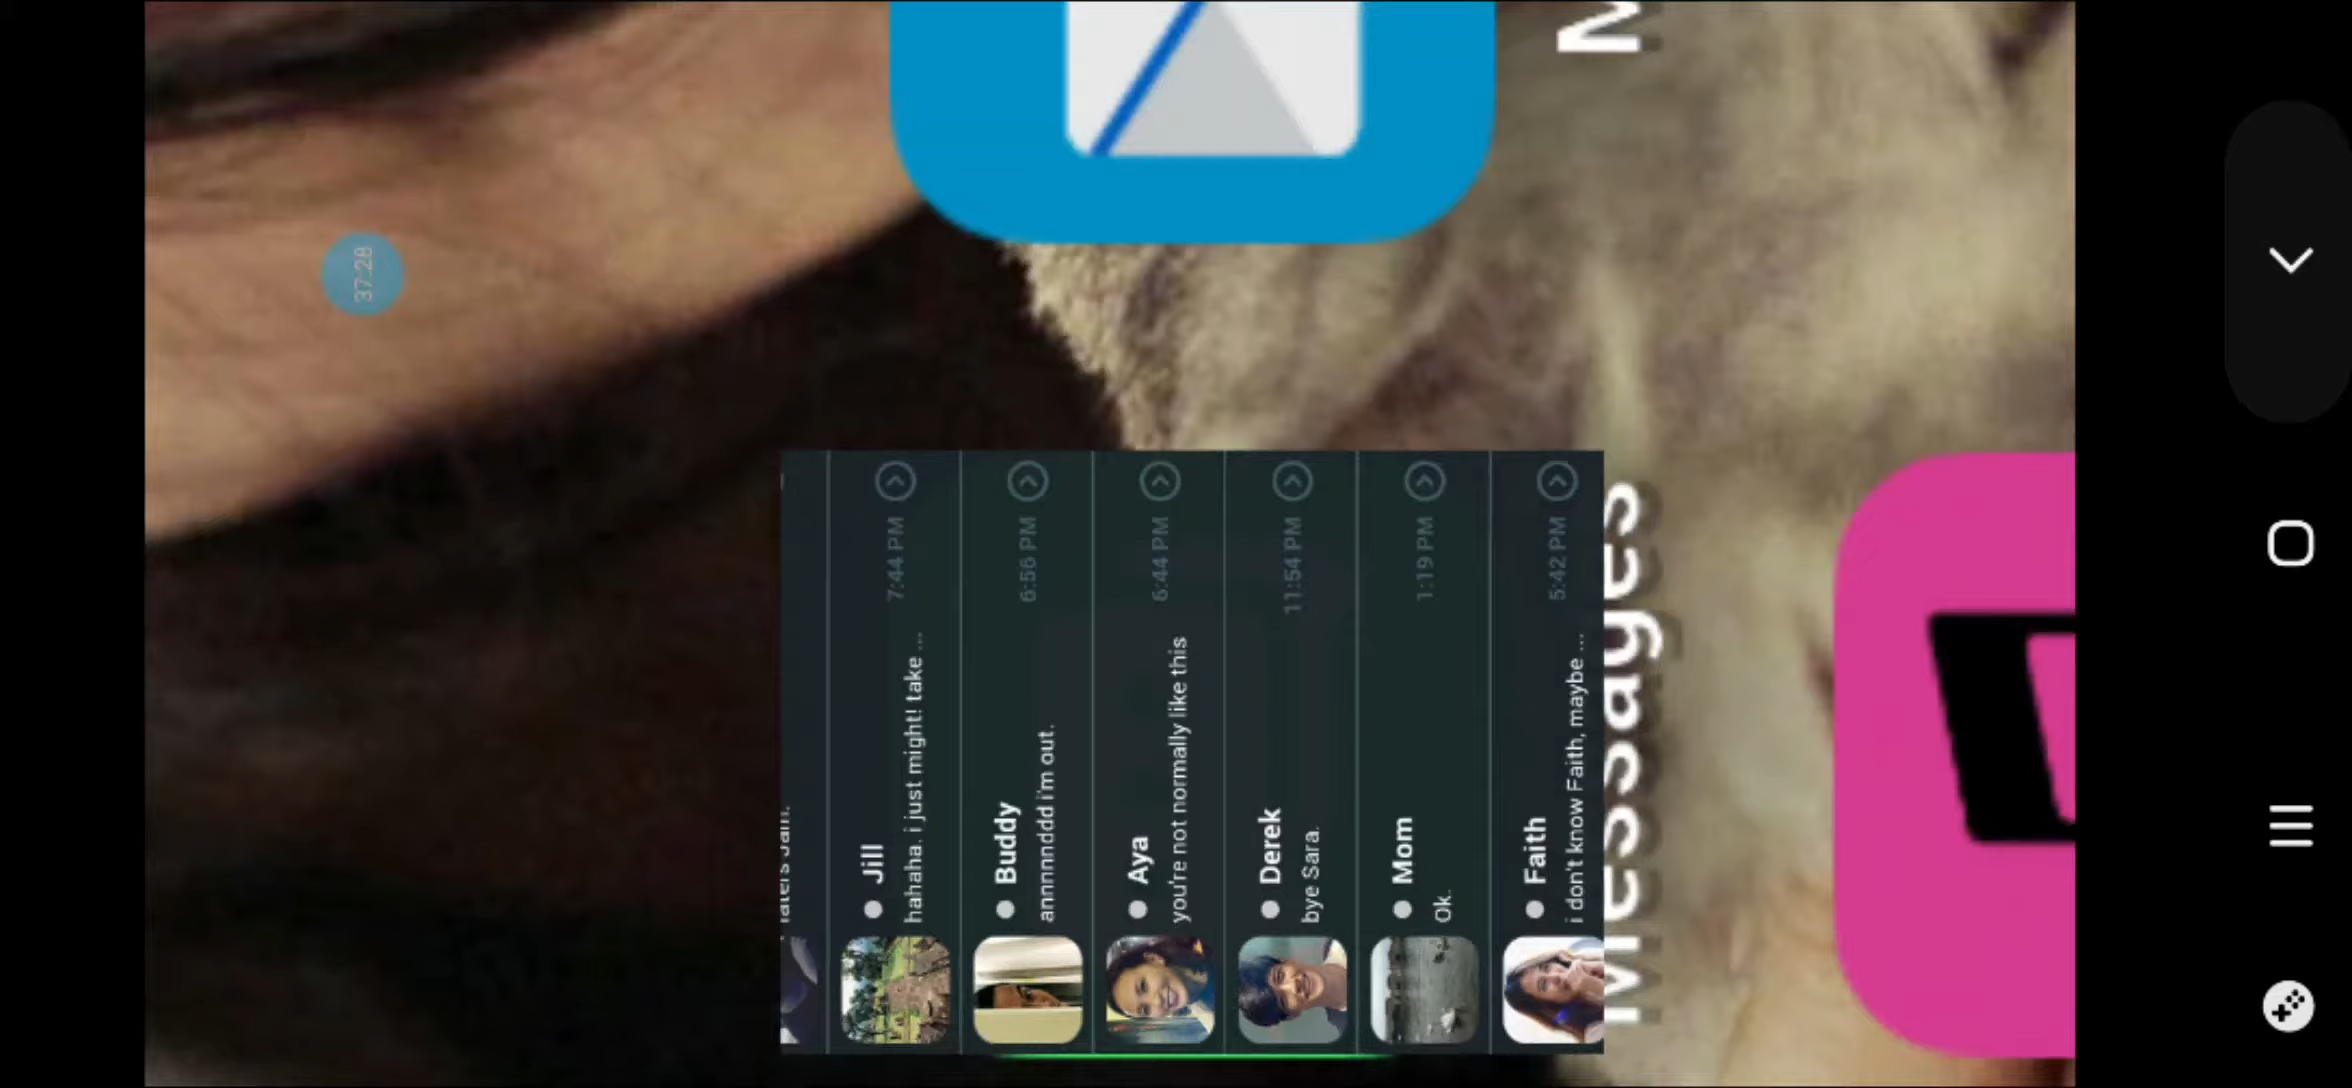 37:28
M
Messages
Jill
7:44 PM
hahaha. i just might! take ...
Buddy
6:56 PM
annnnnddd i'm out.
Aya
6:44 PM
you're not normally like this
Derek
11:54 PM
bye Sara.
Mom
1:19 PM
Ok.
Faith
5:42 PM
i don't know Faith, maybe ...